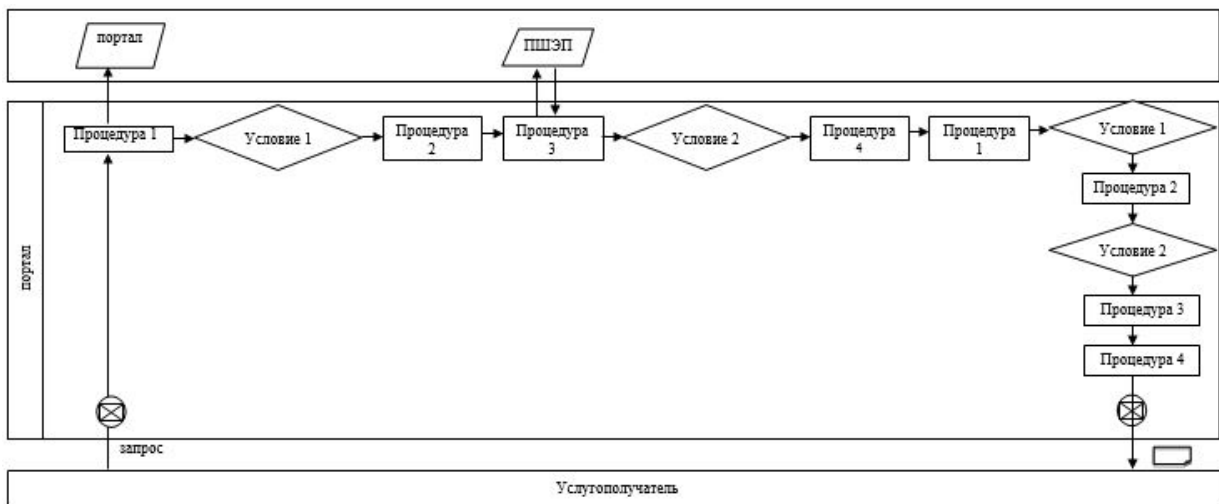 портал
ПШЭП
Процедура 1
Условие 1
Процедура
2
Процедура
3
Условие 2
Процедура
4
Процедура
1
Условие 1
Процедура 2
Условие 2
Процедура 3
Процедура 4
портал
запрос
Услугополучатель